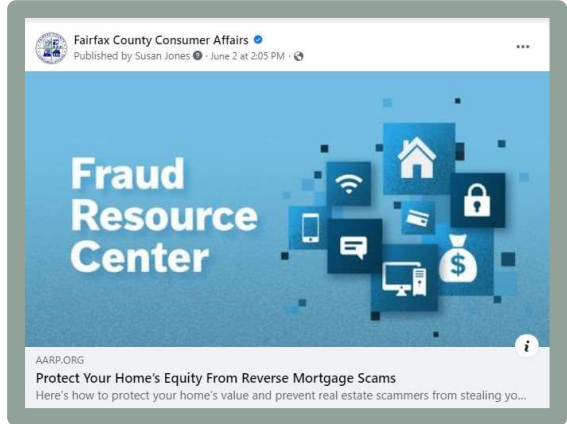 Fairfax County Consumer Affairs
Published by Susan Jones · June 2 at 2:05 PM ·
Fraud
Resource
Center
$
i
AARP.ORG
Protect Your Home's Equity From Reverse Mortgage Scams
Here's how to protect your home's value and prevent real estate scammers from stealing yo...